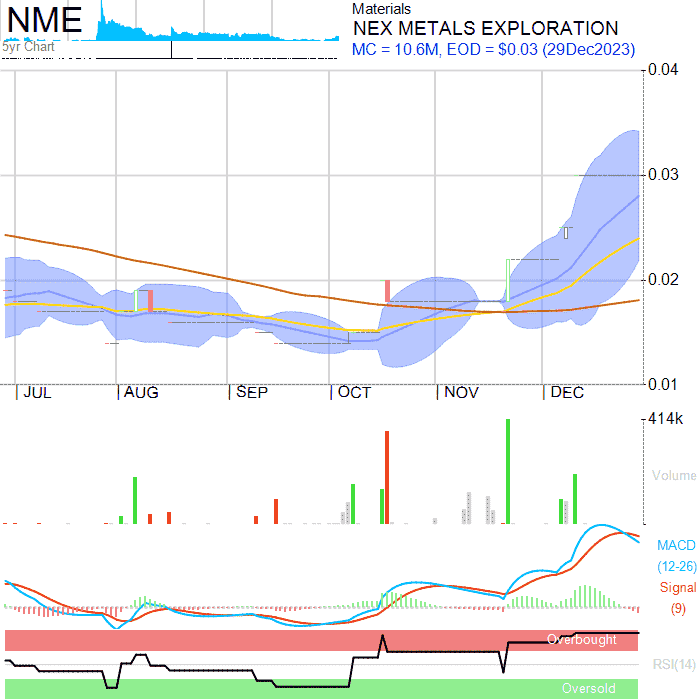 NME
5yr Chart
Materials
NEX METALS EXPLORATION
MC = 10.6M, EOD = $0.03 (29Dec2023)
0.04
0.03
0.02
0.01
JUL AUG SEP OCT NOV DEC
414k
Volume
MACD
(12-26)
Signal
(9)
Overbought
RSI(14)
Oversold